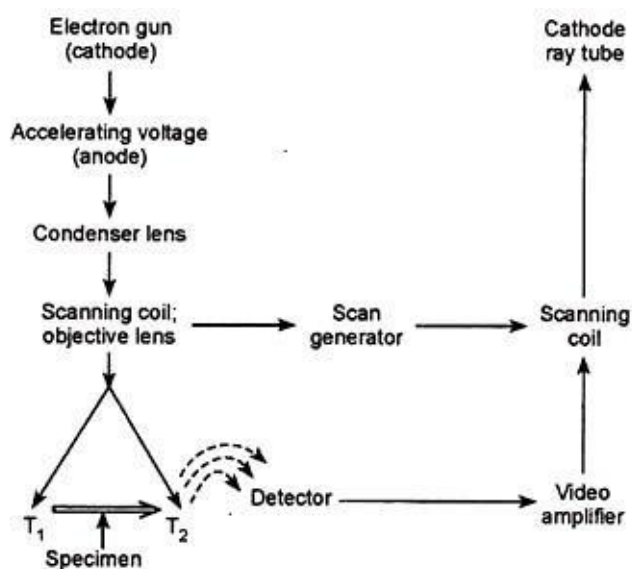 Electron gun
(cathode)
Cathode
ray tube
Accelerating voltage
(anode)
Condenser lens
Scanning coil;
objective lens
Scan
generator
Scanning
coil
T1
T2
Detector
Video
amplifier
Specimen